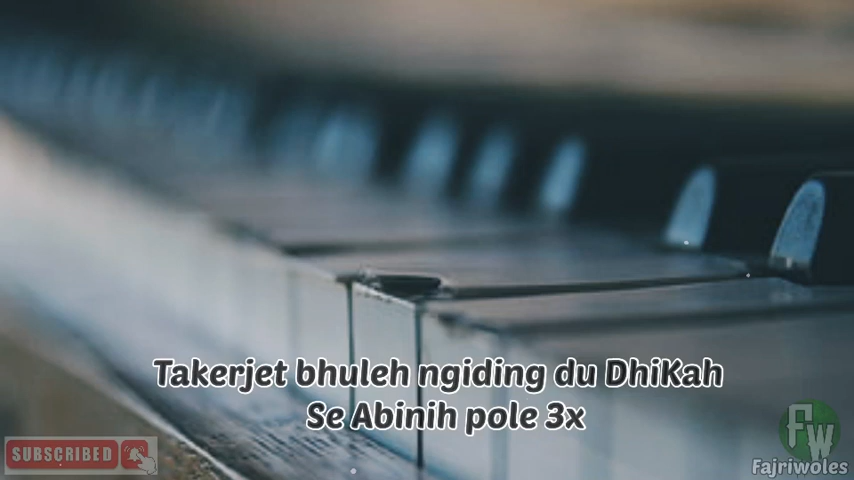 Takerjet bhuleh ngiding du DhiKah
Se Abinih pole 3x
SUBSCRIBED
FW
Fajriwoles